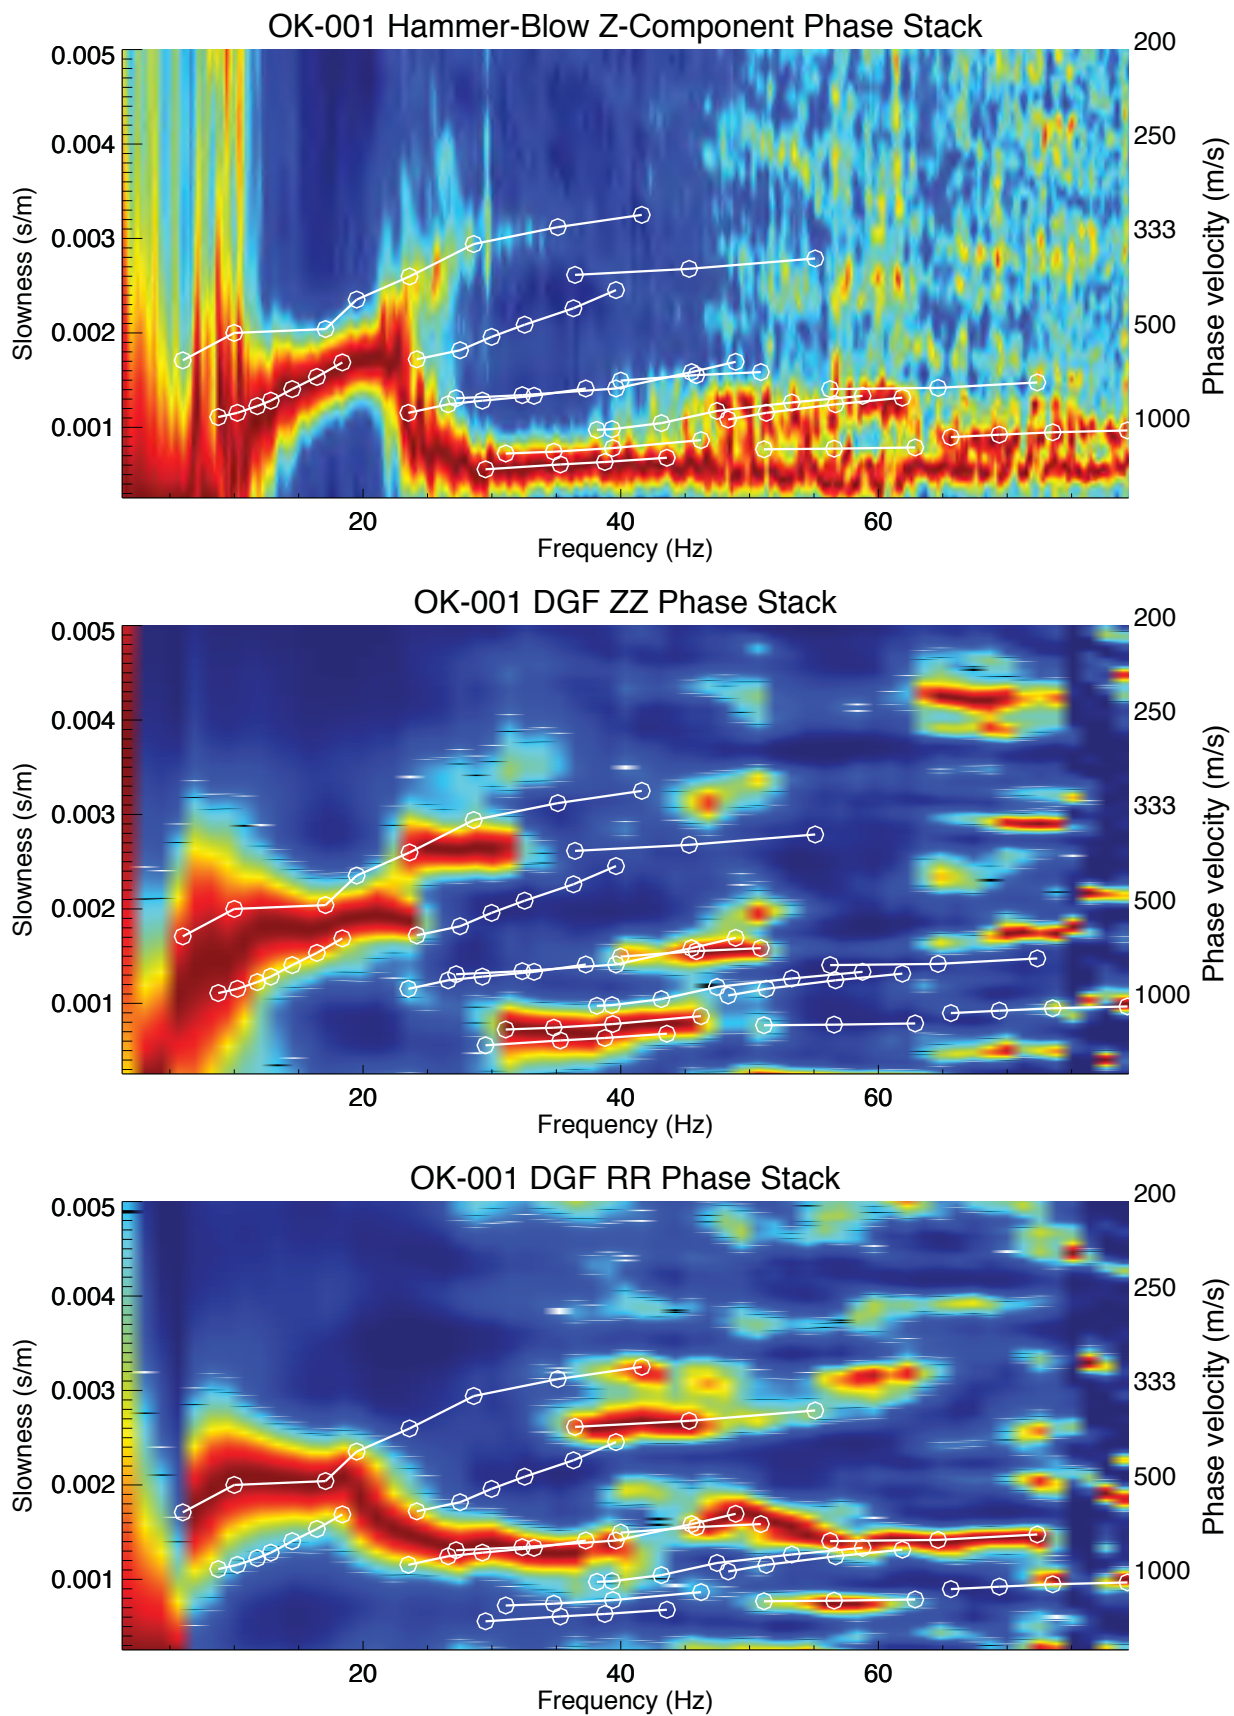 OK-001 Hammer-Blow Z-Component Phase Stack
0.005
0.004
0.003
0.002
0.001
Slowness (s/m)
200
250
333
500
1000
Phase velocity (m/s)
20 40 60
Frequency (Hz)
OK-001 DGF ZZ Phase Stack
0.005
0.004
0.003
0.002
0.001
Slowness (s/m)
200
250
333
500
1000
Phase velocity (m/s)
20 40 60
Frequency (Hz)
OK-001 DGF RR Phase Stack
0.005
0.004
0.003
0.002
0.001
Slowness (s/m)
200
250
333
500
1000
Phase velocity (m/s)
20 40 60
Frequency (Hz)